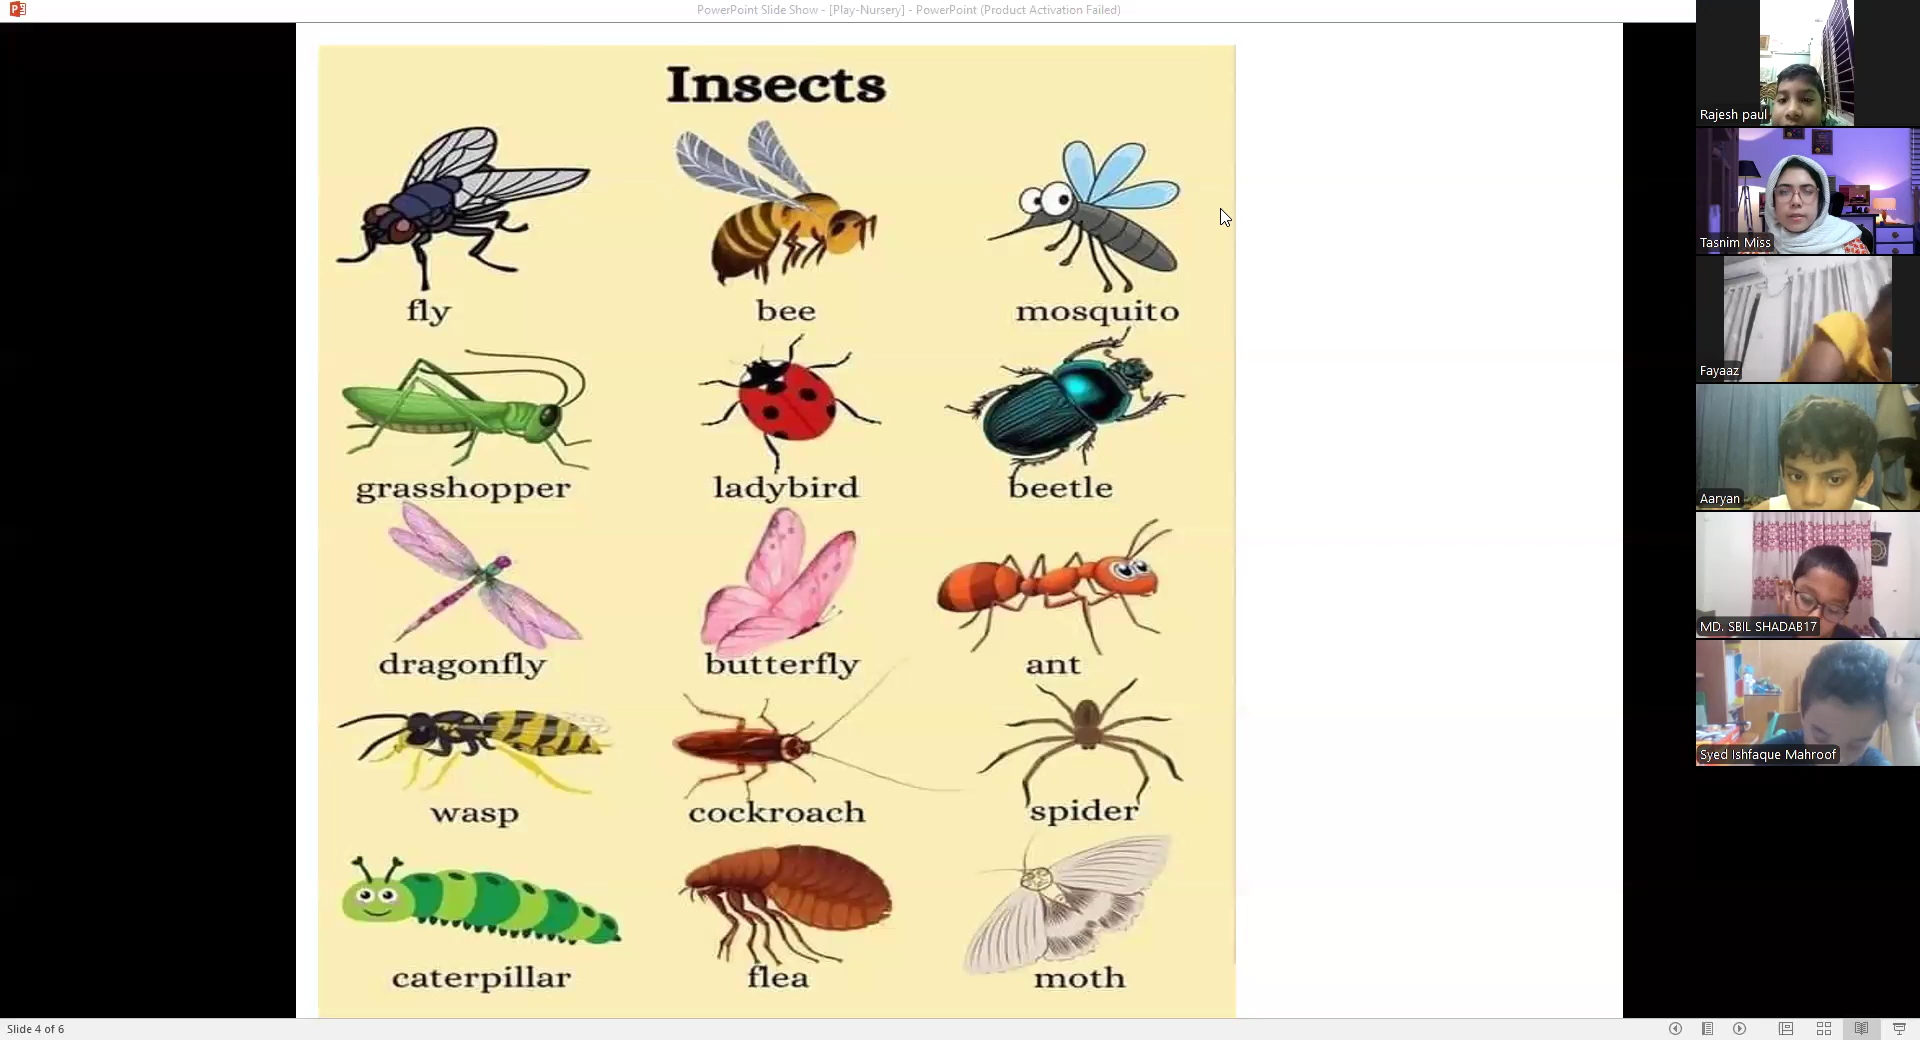 PowerPoint Slide Show - [Play-Nursery] - PowerPoint (Product Activation Failed)
Insects
fly
bee
mosquito
grasshopper
ladybird
beetle
dragonfly
butterfly
ant
wasp
cockroach
spider
caterpillar
flea
moth
Rajesh paul
Tasnim Miss
Fayaaz
Aaryan
MD. SBIL SHADAB17
Syed Ishfaque Mahroof
Slide 4 of 6